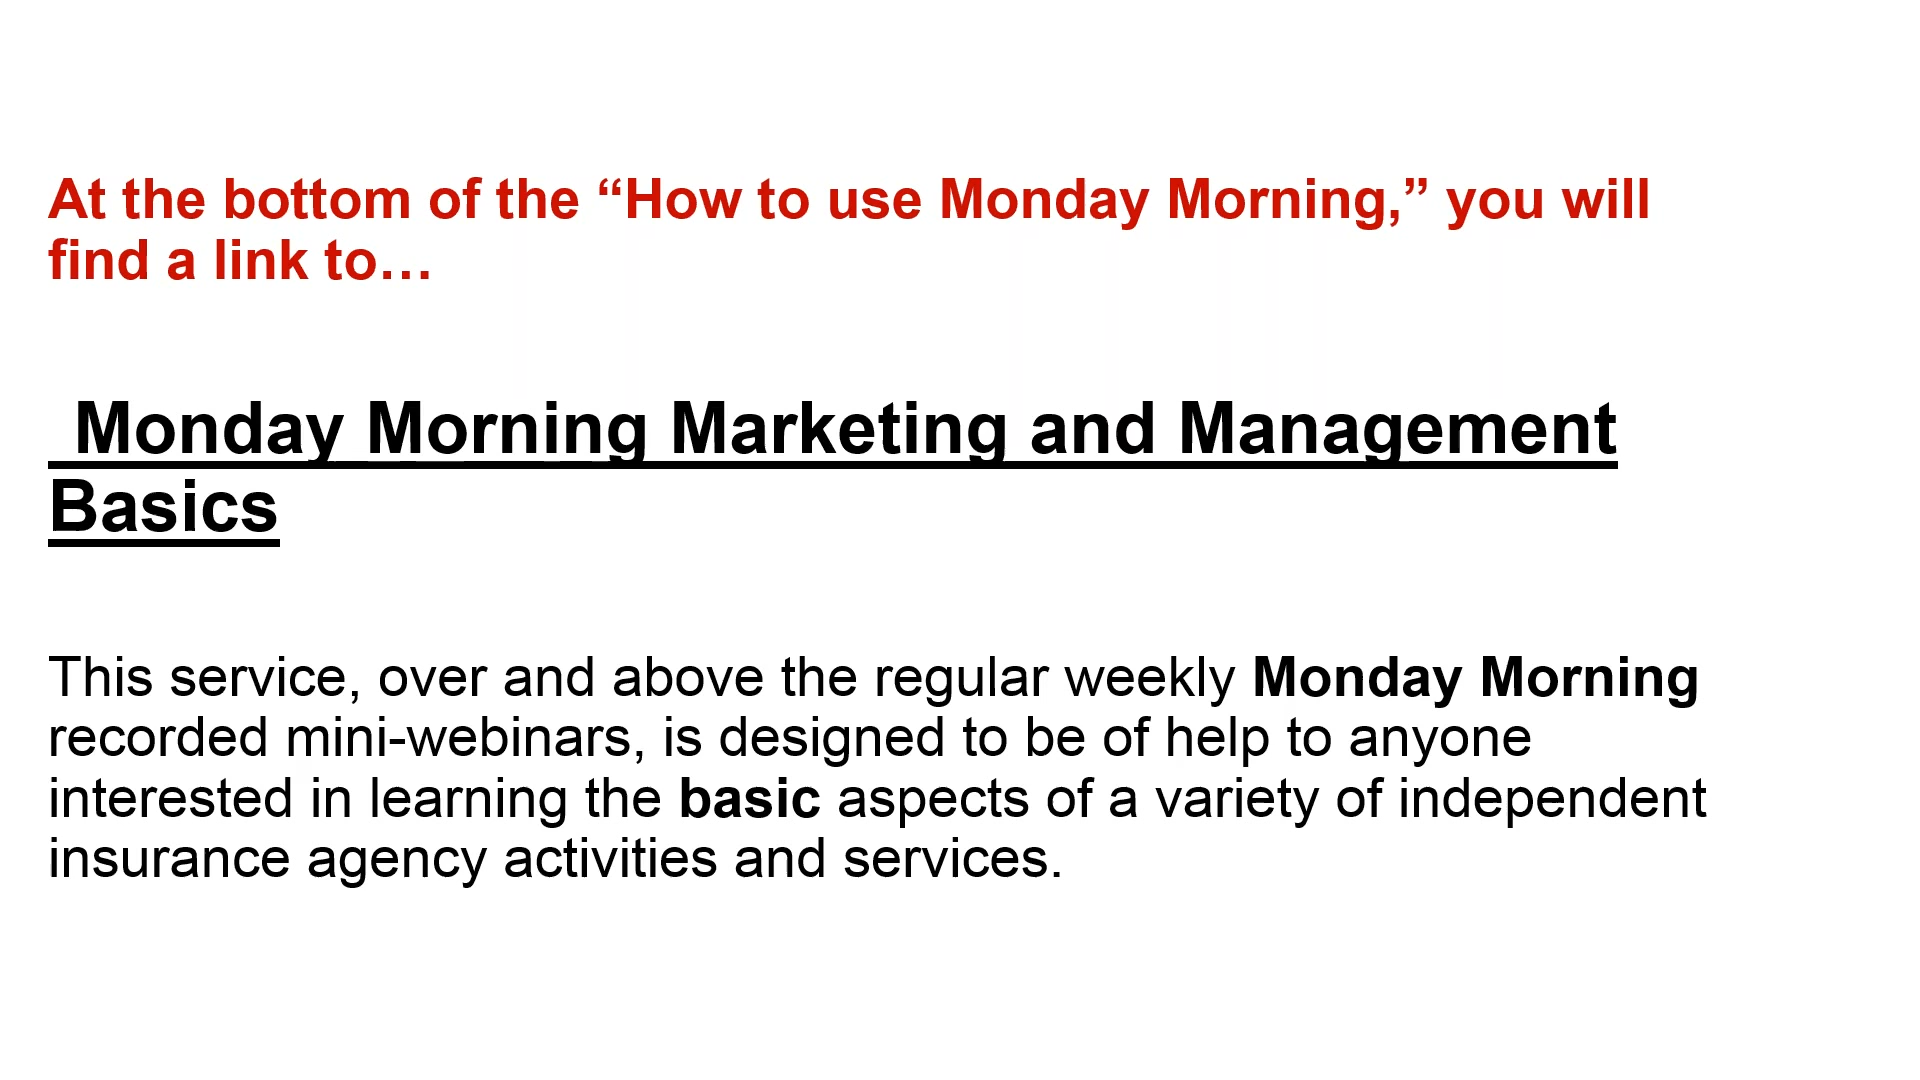 At the bottom of the “How to use Monday Morning,” you will
find a link to…
Monday Morning Marketing and Management
Basics
This service, over and above the regular weekly Monday Morning
recorded mini-webinars, is designed to be of help to anyone
interested in learning the basic aspects of a variety of independent
insurance agency activities and services.